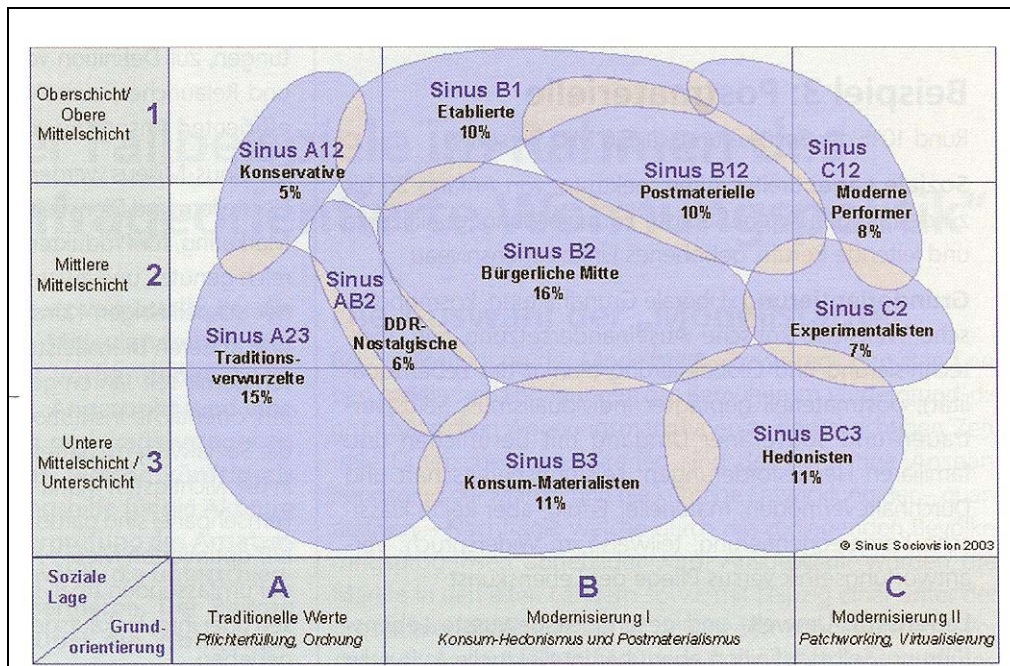 Oberschicht/
Obere
Mittelschicht
1
Sinus B1
Etablierte
10%
Sinus A12
Konservative
5%
Sinus B12
Postmaterielle
10%
Sinus
C12
Moderne
Performer
8%
Mittlere
Mittelschicht
2
Sinus
AB2
DDR-
Nostalgische
6%
Sinus B2
Bürgerliche Mitte
16%
Sinus C2
Experimentalisten
7%
Sinus A23
Traditions-
verwurzelte
15%
Untere
Mittelschicht /
Unterschicht
3
Sinus B3
Konsum-Materialisten
11%
Sinus BC3
Hedonisten
11%
© Sinus Sociovision 2003
Soziale
Lage
Grund-
orientierung
A
Traditionelle Werte
Pflichterfüllung, Ordnung
B
Modernisierung I
Konsum-Hedonismus und Postmaterialismus
C
Modernisierung II
Patchworking, Virtualisierung